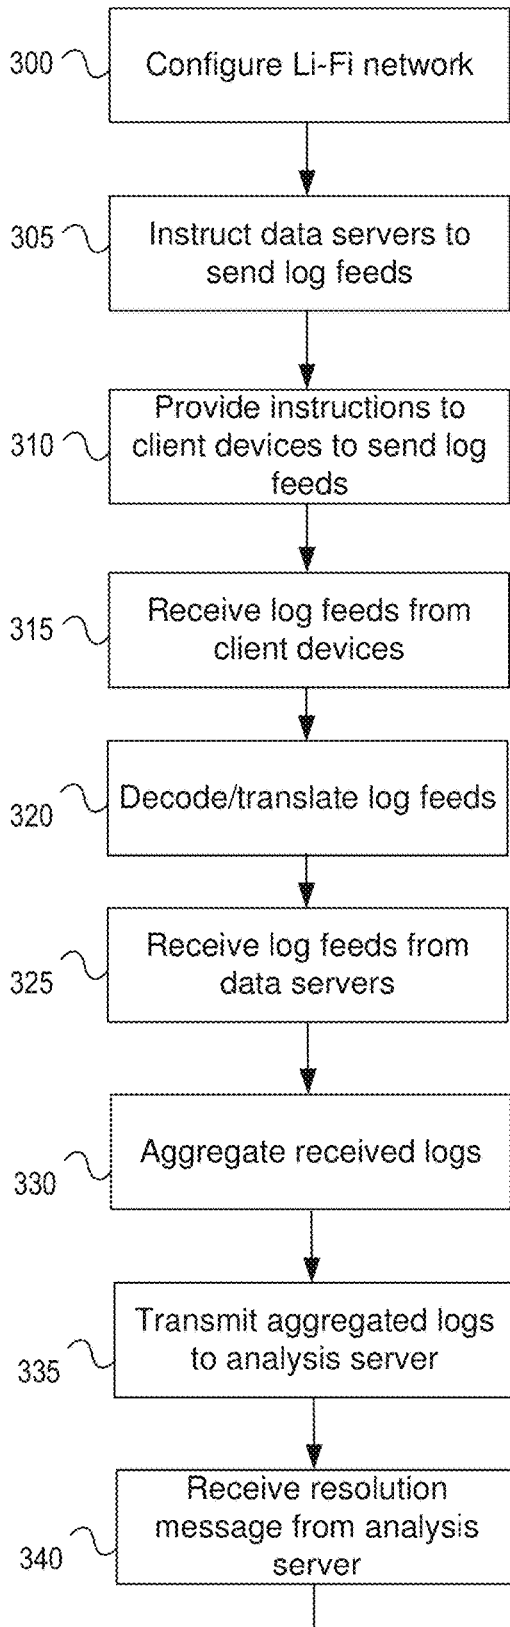 300
Configure Li-Fi network
305
Instruct data servers to
send log feeds
310
Provide instructions to
client devices to send log
feeds
315
Receive log feeds from
client devices
320
Decode/translate log feeds
325
Receive log feeds from
data servers
330
Aggregate received logs
335
Transmit aggregated logs
to analysis server
340
Receive resolution
message from analysis
server